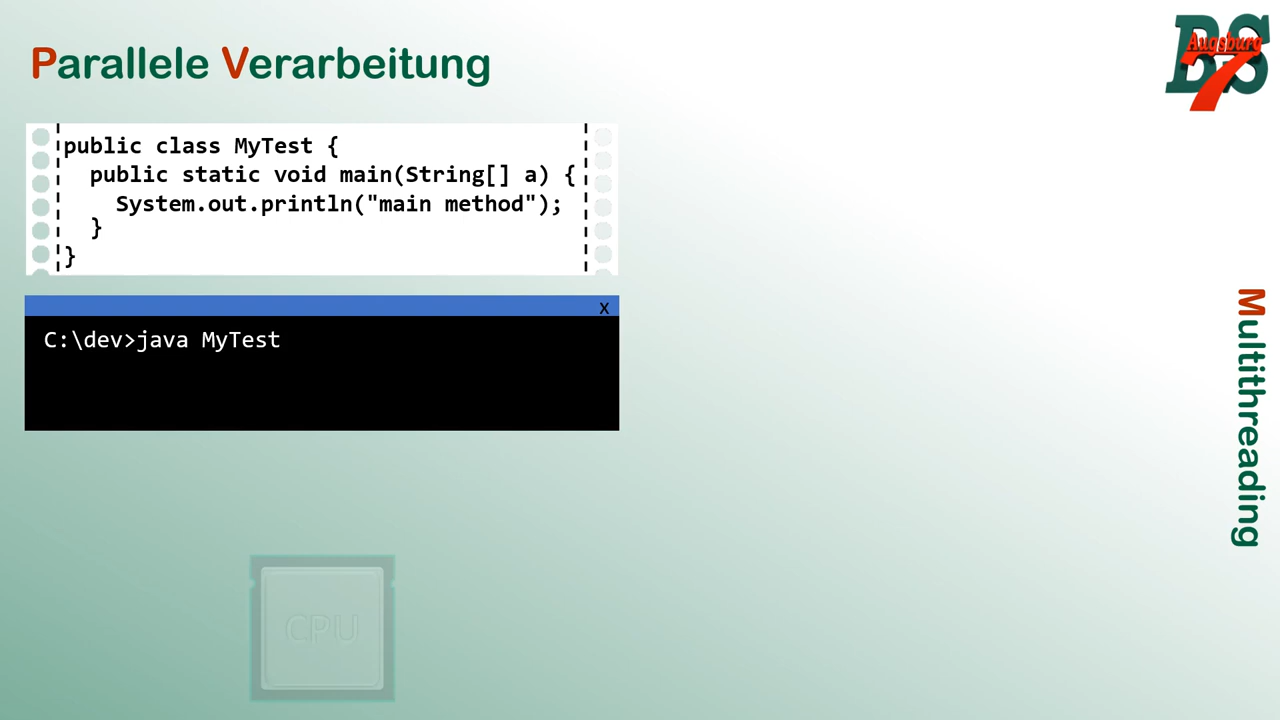 Parallele Verarbeitung
BS
Augsburg
7
public class MyTest {
  public static void main(String[] a) {
    System.out.println("main method");
  }
}
X
C:\dev>java MyTest
CPU
Multithreading